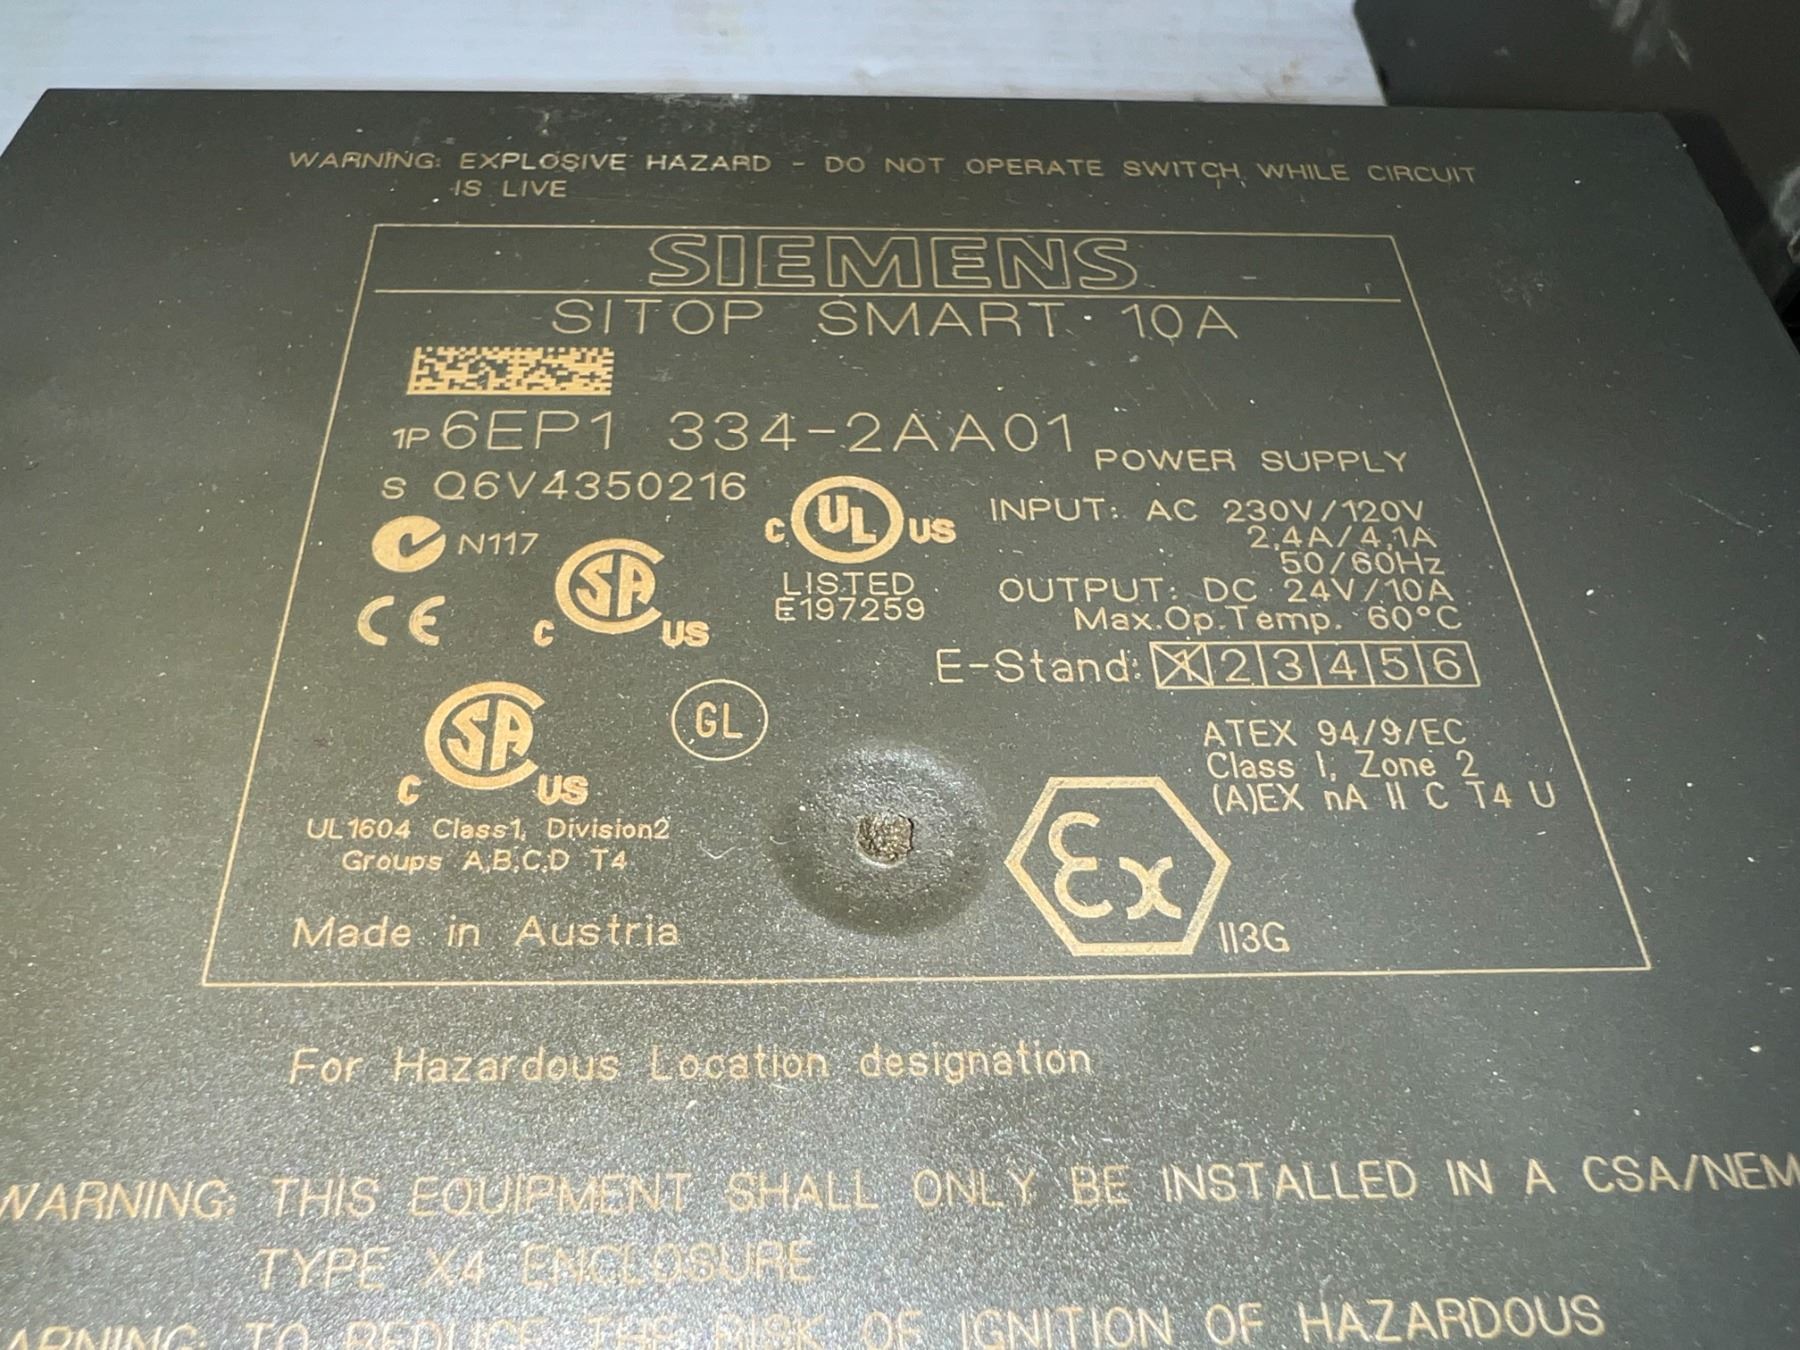 WARNING: EXPLOSIVE HAZARD - DO NOT OPERATE SWITCH WHILE CIRCUIT
IS LIVE
SIEMENS
SITOP SMART 10A
1P 6EP1 334-2AA01
POWER SUPPLY
S Q6V4350216
INPUT: AC 230V/120V
2,4A/4,1A
50/60Hz
OUTPUT: DC 24V/10A
Max.Op.Temp. 60°C
N117
C UL US
LISTED
E197259
CE
C SA US
E-Stand: 1 2 3 4 5 6
C SA US
GL
ATEX 94/9/EC
Class I, Zone 2
(A)EX nA II C T4 U
UL1604 Class1, Division2
Groups A,B,C,D T4
Ex
II3G
Made in Austria
For Hazardous Location designation
WARNING: THIS EQUIPMENT SHALL ONLY BE INSTALLED IN A CSA/NEM
TYPE X4 ENCLOSURE
ARNING: TO REDUCE THE RISK OF IGNITION OF HAZARDOUS